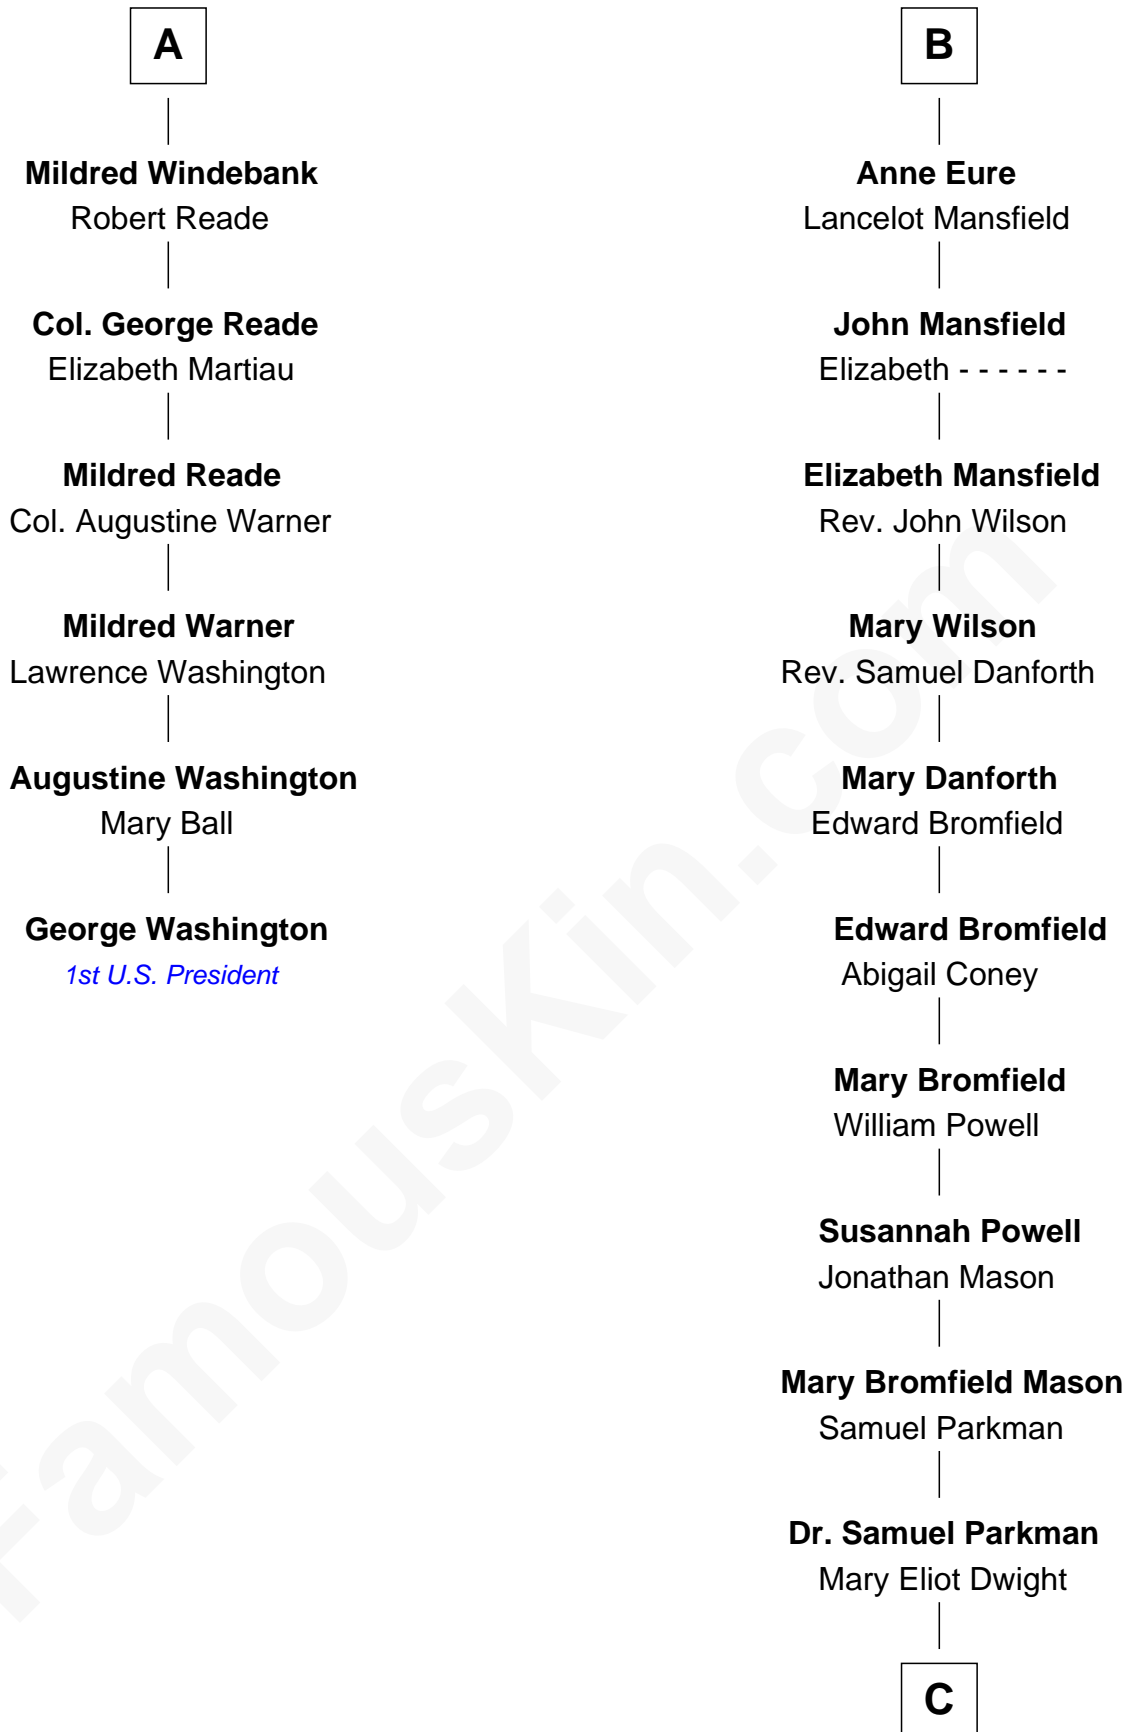 A
Mildred Windebank
Robert Reade
Col. George Reade
Elizabeth Martiau
Mildred Reade
Col. Augustine Warner
Mildred Warner
Lawrence Washington
Augustine Washington
Mary Ball
George Washington
1st U.S. President
B
Anne Eure
Lancelot Mansfield
John Mansfield
Elizabeth - - - - - -
Elizabeth Mansfield
Rev. John Wilson
Mary Wilson
Rev. Samuel Danforth
Mary Danforth
Edward Bromfield
Edward Bromfield
Abigail Coney
Mary Bromfield
William Powell
Susannah Powell
Jonathan Mason
Mary Bromfield Mason
Samuel Parkman
Dr. Samuel Parkman
Mary Eliot Dwight
C
FamousKin.com